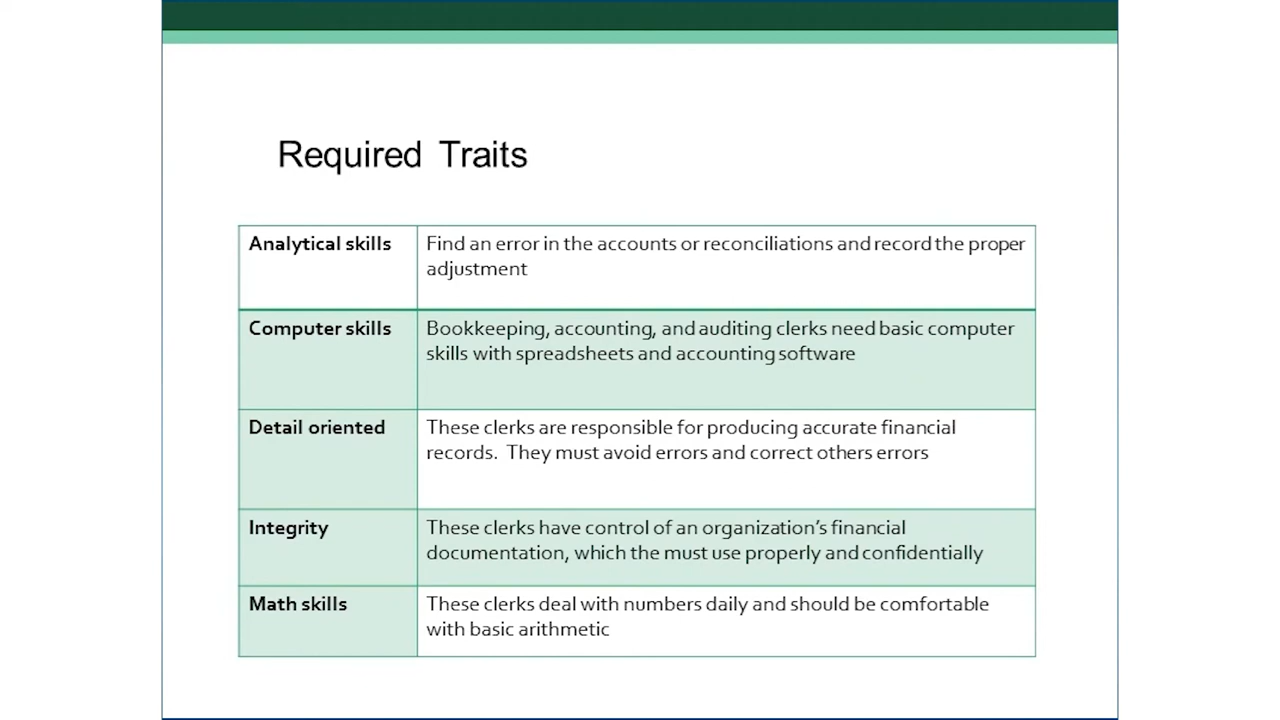 Required Traits
Analytical skills
Find an error in the accounts or reconciliations and record the proper
adjustment
Computer skills
Bookkeeping, accounting, and auditing clerks need basic computer
skills with spreadsheets and accounting software
Detail oriented
These clerks are responsible for producing accurate financial
records. They must avoid errors and correct others errors
Integrity
These clerks have control of an organization's financial
documentation, which the must use properly and confidentially
Math skills
These clerks deal with numbers daily and should be comfortable
with basic arithmetic